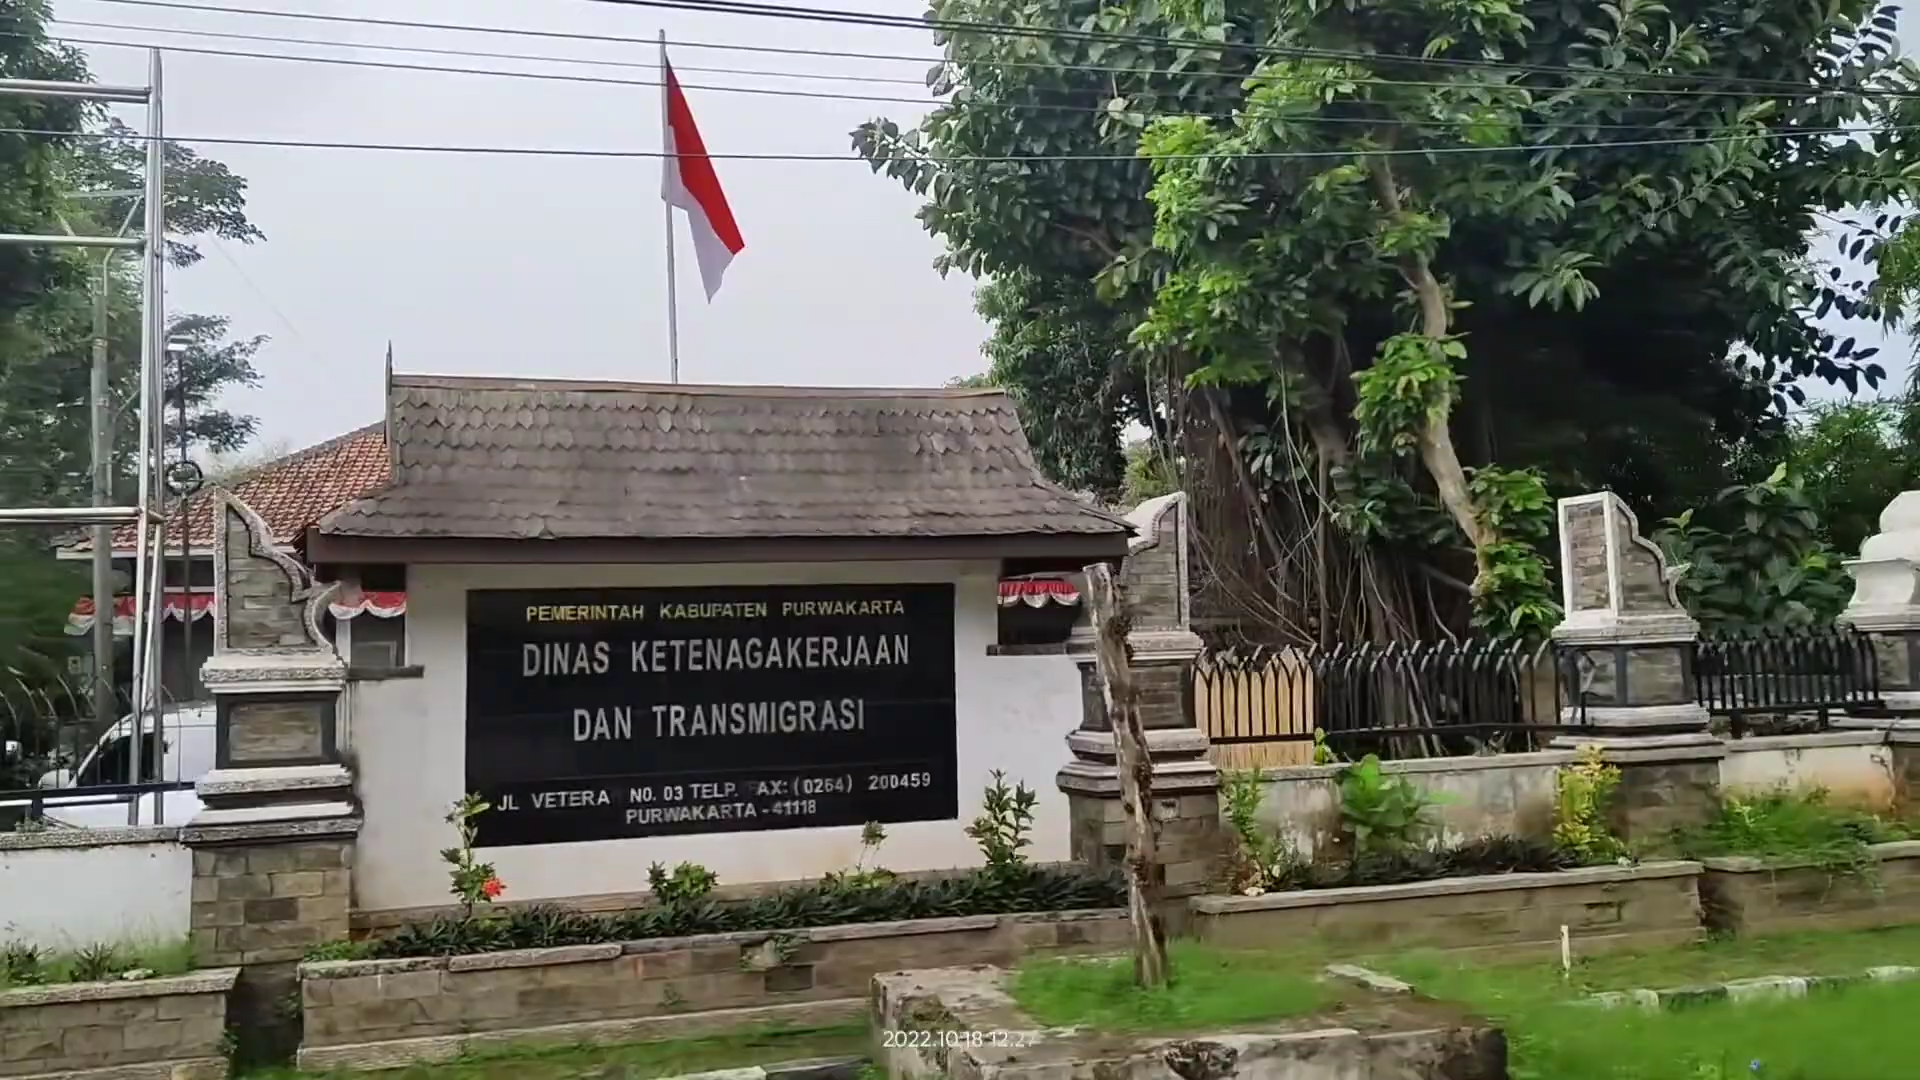 PEMERINTAH KABUPATEN PURWAKARTA
DINAS KETENAGAKERJAAN
DAN TRANSMIGRASI
JL VETERA NO. 03 TELP. FAX: (0264) 200459
PURWAKARTA - 41118
2022.10.18 12:27